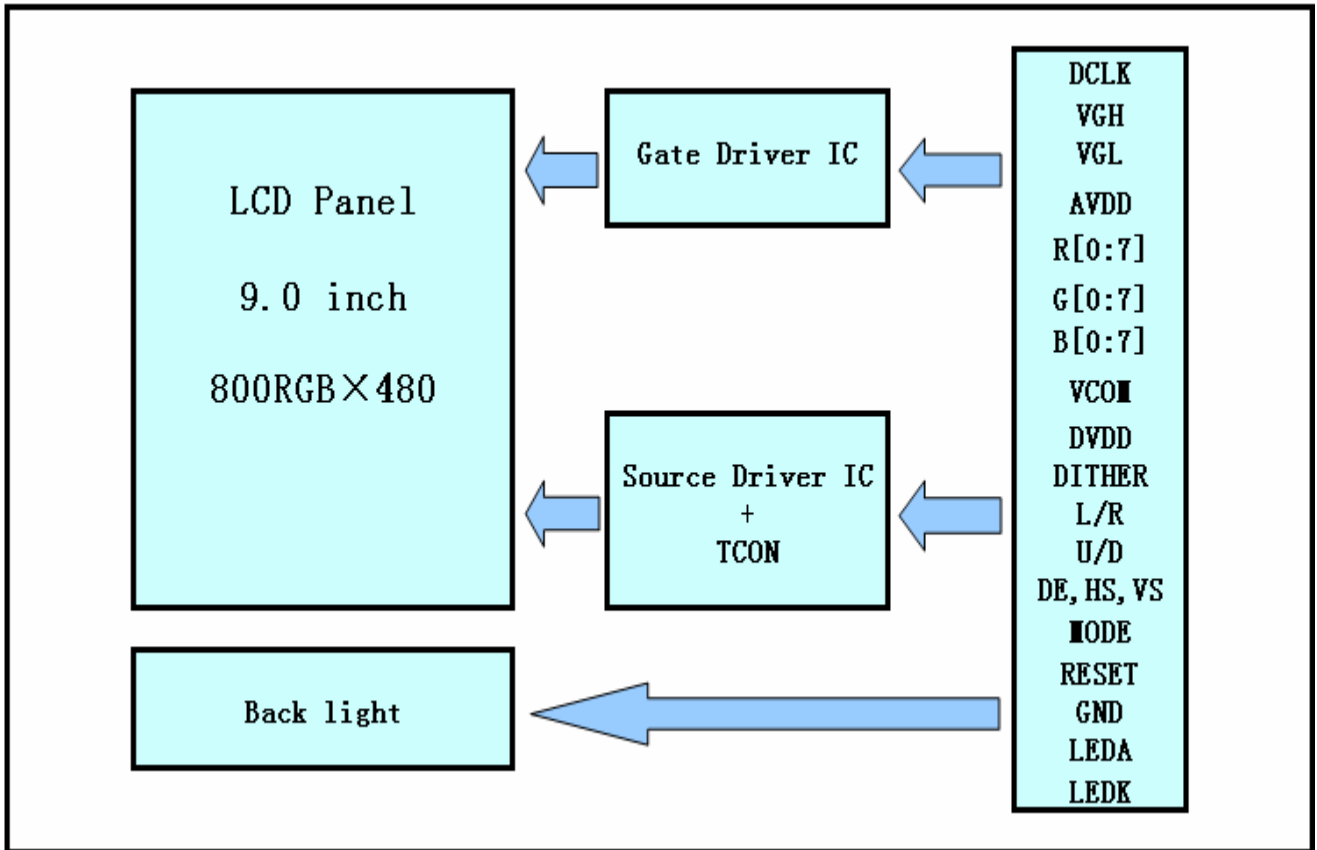 LCD Panel
9.0 inch
800RGB×480
Gate Driver IC
Source Driver IC
+
TCON
Back light
DCLK
VGH
VGL
AVDD
R[0:7]
G[0:7]
B[0:7]
VCOM
DVDD
DITHER
L/R
U/D
DE,HS,VS
MODE
RESET
GND
LEDA
LEDK